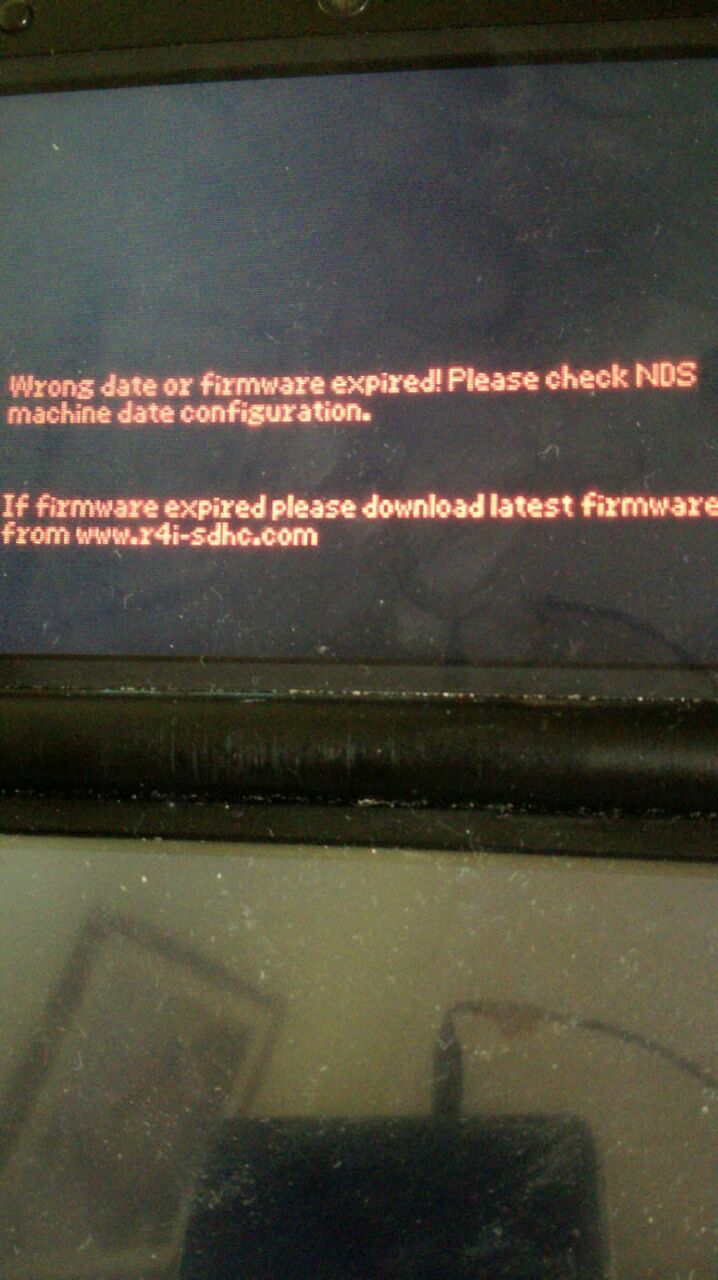 Wrong date or firmware expired! Please check NDS
machine date configuration.
If firmware expired please download latest firmware
from www.r4i-sdhc.com